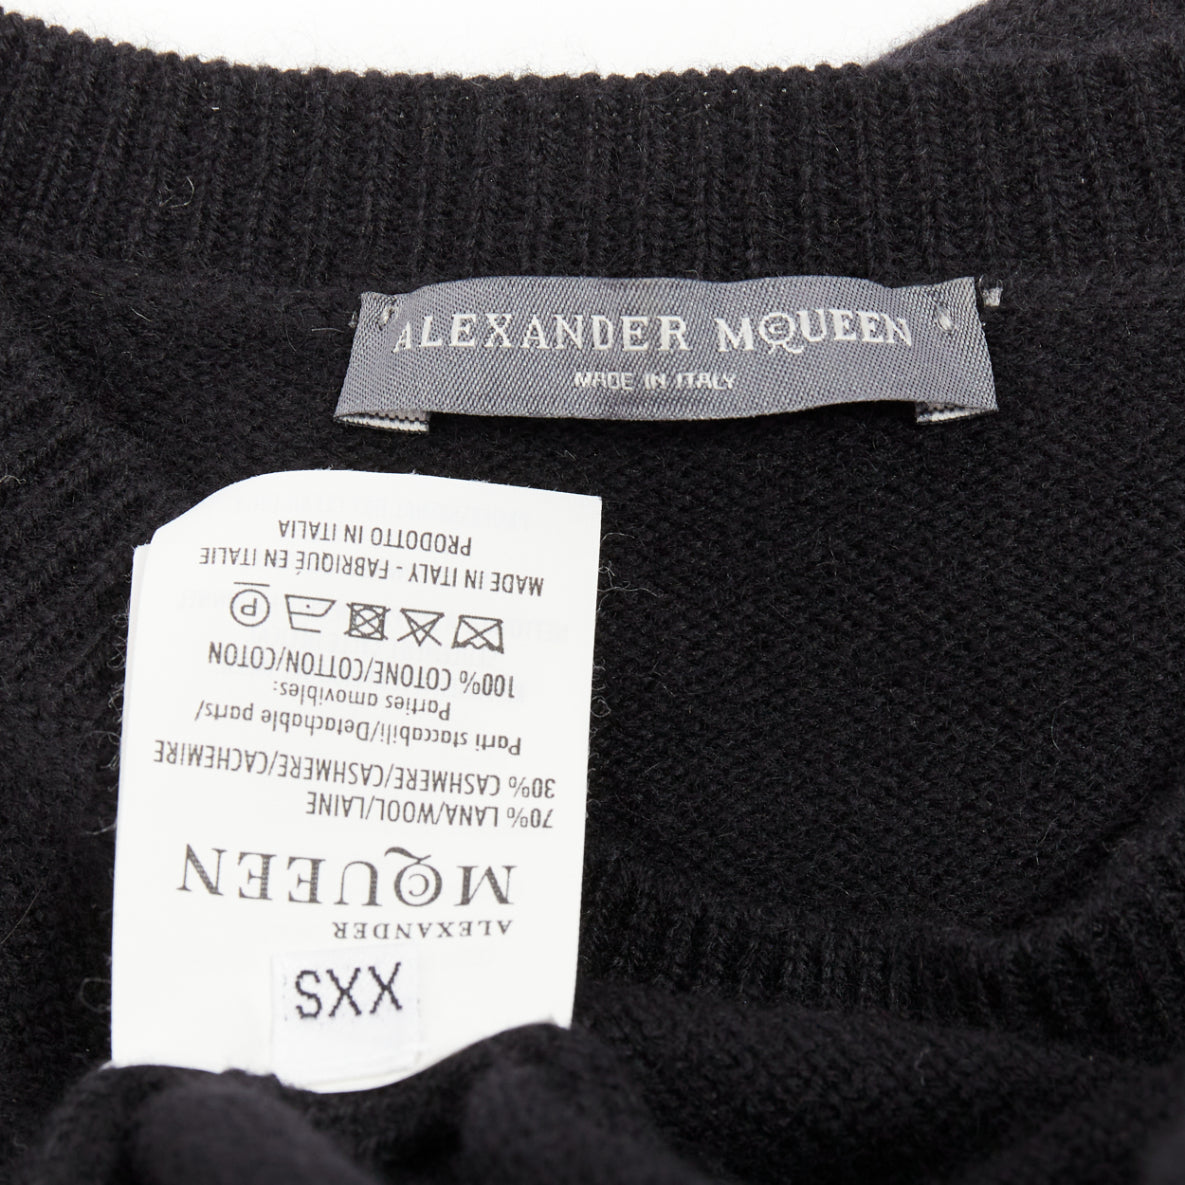 ALEXANDER MCQUEEN
MADE IN ITALY
XXS
ALEXANDER
MCQUEEN
70% LANA/WOOL/LAINE
30% CASHMERE/CASHMERE/CACHEMIRE
Parti staccabili/Detachable parts/
Parties amovibles:
100% COTONE/COTTON/COTON
P
MADE IN ITALY - FABRIQUÉ EN ITALIE
PRODOTTO IN ITALIA